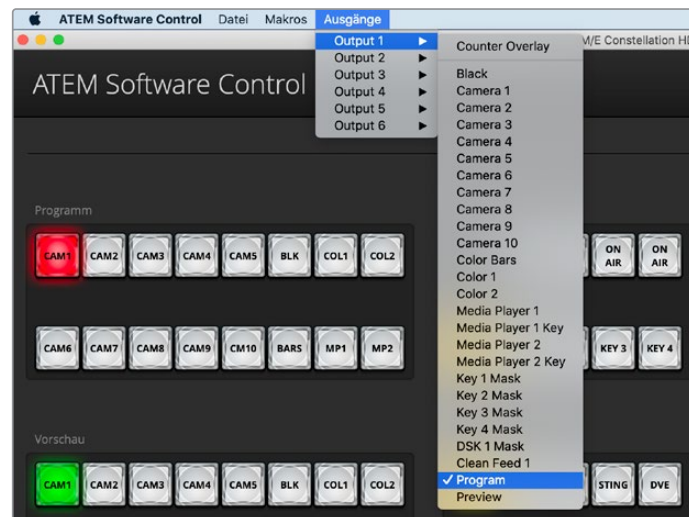 ATEM Software Control Datei Makros Ausgänge
M/E Constellation HD
ATEM Software Control
Output 1
Output 2
Output 3
Output 4
Output 5
Output 6
Counter Overlay
Black
Camera 1
Camera 2
Camera 3
Camera 4
Camera 5
Camera 6
Camera 7
Camera 8
Camera 9
Camera 10
Color Bars
Color 1
Color 2
Media Player 1
Media Player 1 Key
Media Player 2
Media Player 2 Key
Key 1 Mask
Key 2 Mask
Key 3 Mask
Key 4 Mask
DSK 1 Mask
Clean Feed 1
✓ Program
Preview
Programm
CAM1 CAM2 CAM3 CAM4 CAM5 BLK COL1 COL2
ON AIR ON AIR
CAM6 CAM7 CAM8 CAM9 CM10 BARS MP1 MP2
KEY 3 KEY 4
Vorschau
CAM1 CAM2 CAM3 CAM4 CAM5 BLK COL1 COL2
STING DVE